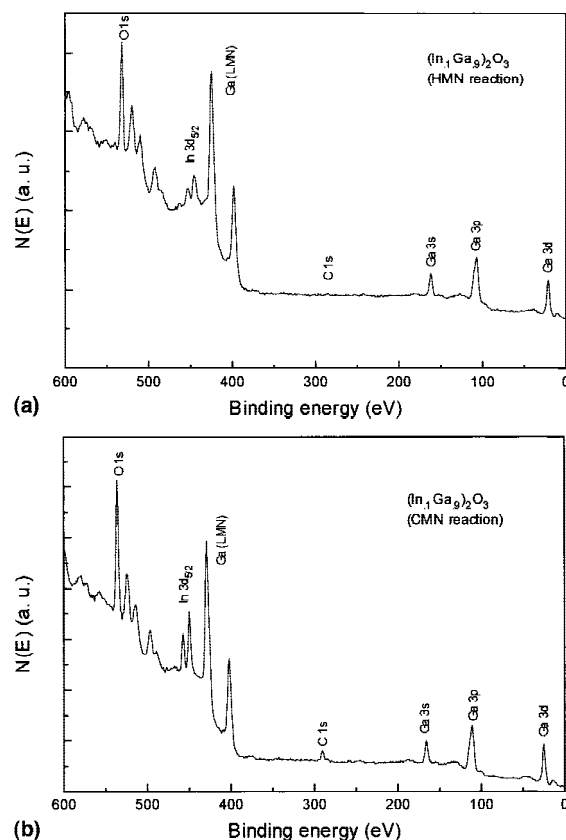 O1s
In 3d5/2
Ga (LMN)
(In.1Ga.9)2O3
(HMN reaction)
C 1s
Ga 3s
Ga 3p
Ga 3d
N(E) (a. u.)
600 500 400 300 200 100 0
(a) Binding energy (eV)
O1s
In 3d5/2
Ga (LMN)
(In.1Ga.9)2O3
(CMN reaction)
C 1s
Ga 3s
Ga 3p
Ga 3d
N(E) (a. u.)
600 500 400 300 200 100 0
(b) Binding energy (eV)